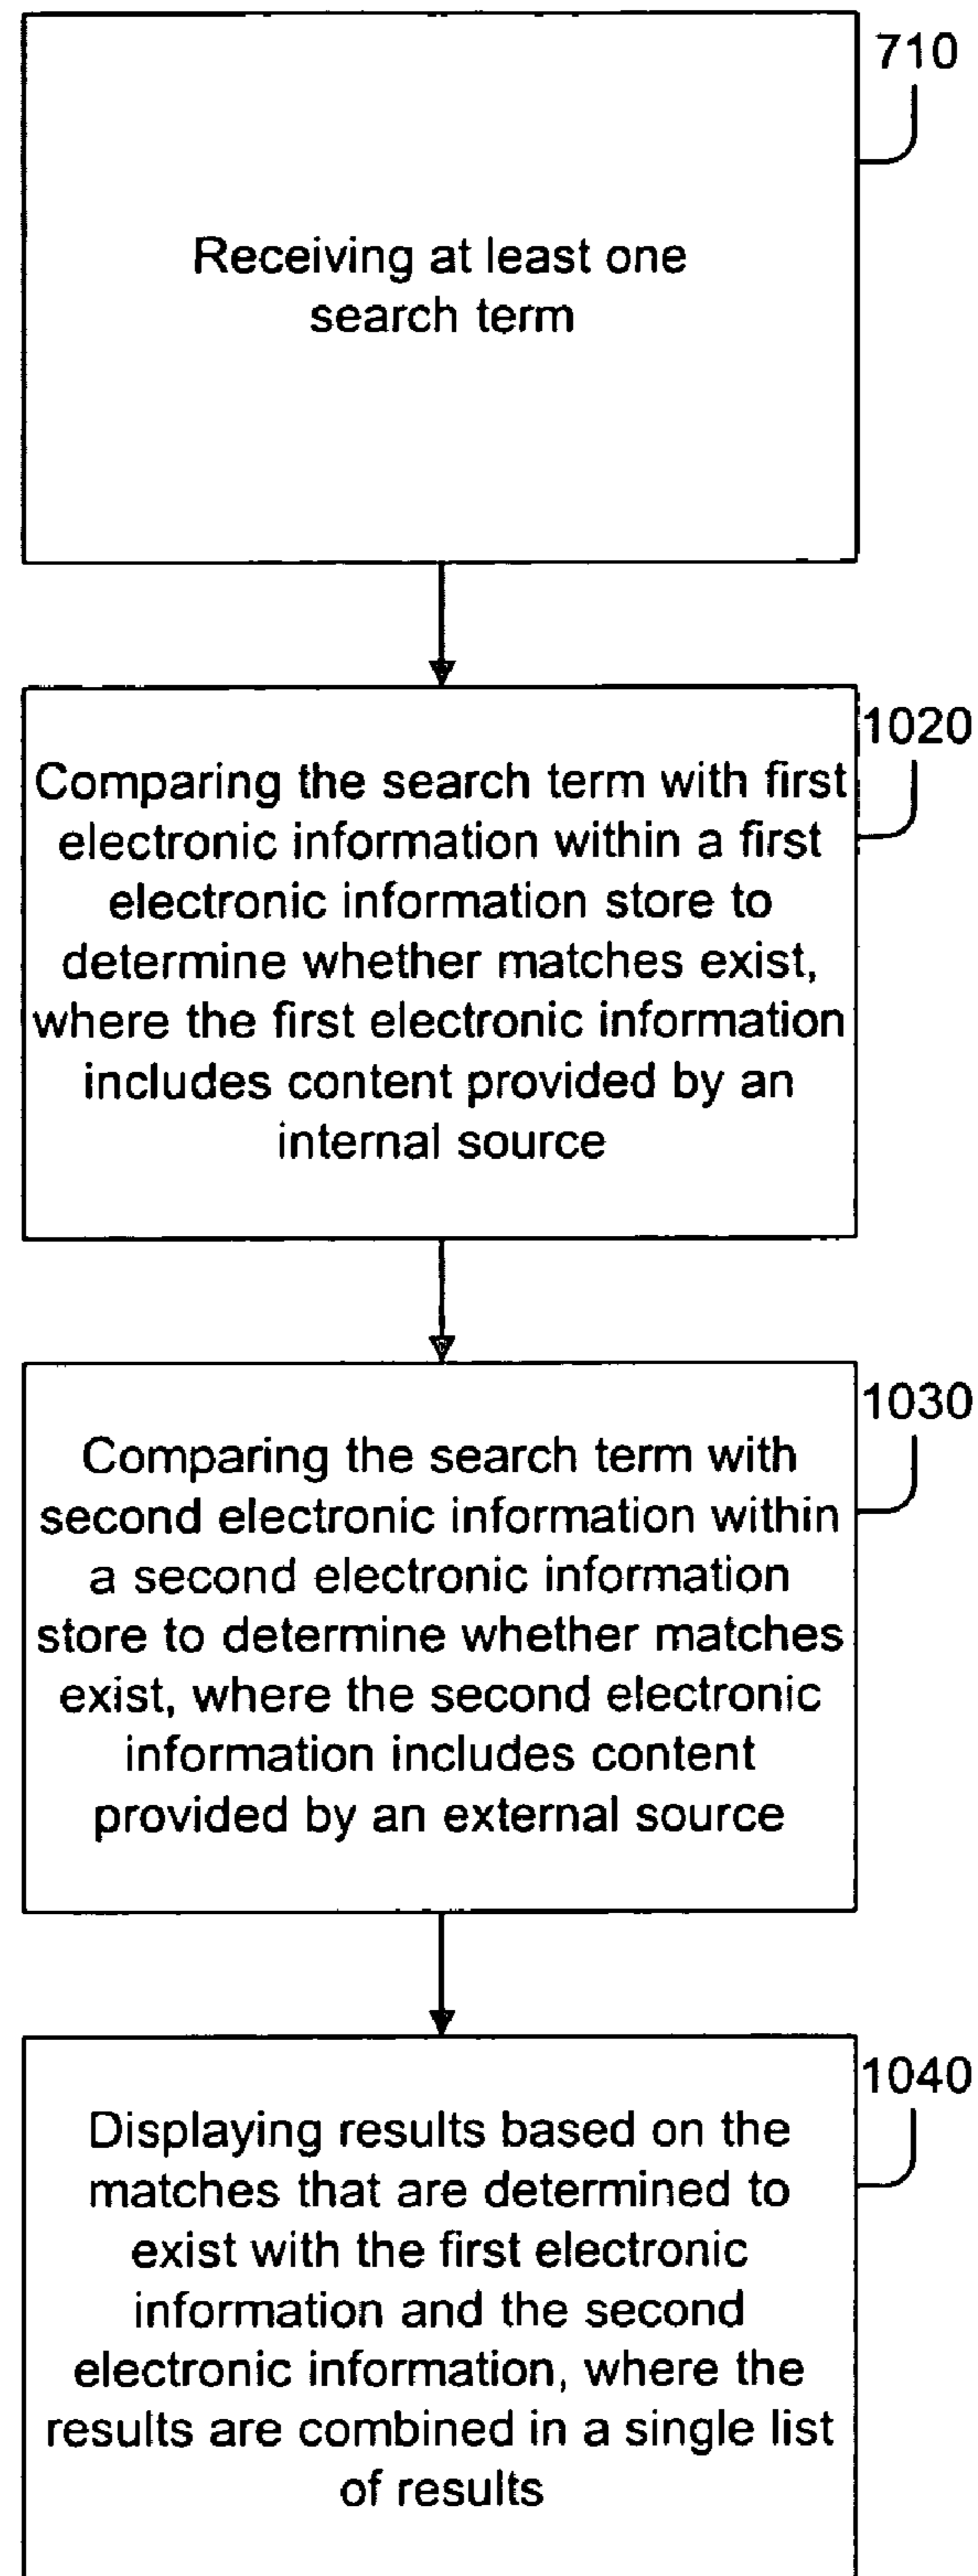 710
Receiving at least one
search term
1020
Comparing the search term with first
electronic information within a first
electronic information store to
determine whether matches exist,
where the first electronic information
includes content provided by an
internal source
1030
Comparing the search term with
second electronic information within
a second electronic information
store to determine whether matches
exist, where the second electronic
information includes content
provided by an external source
1040
Displaying results based on the
matches that are determined to
exist with the first electronic
information and the second
electronic information, where the
results are combined in a single list
of results